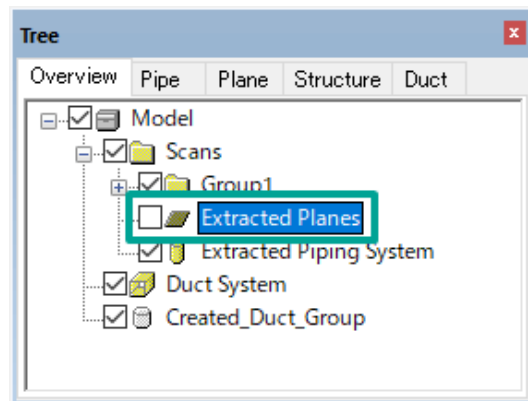 Tree
x
Overview Pipe Plane Structure Duct
Model
Scans
Group1
Extracted Planes
Extracted Piping System
Duct System
Created_Duct_Group